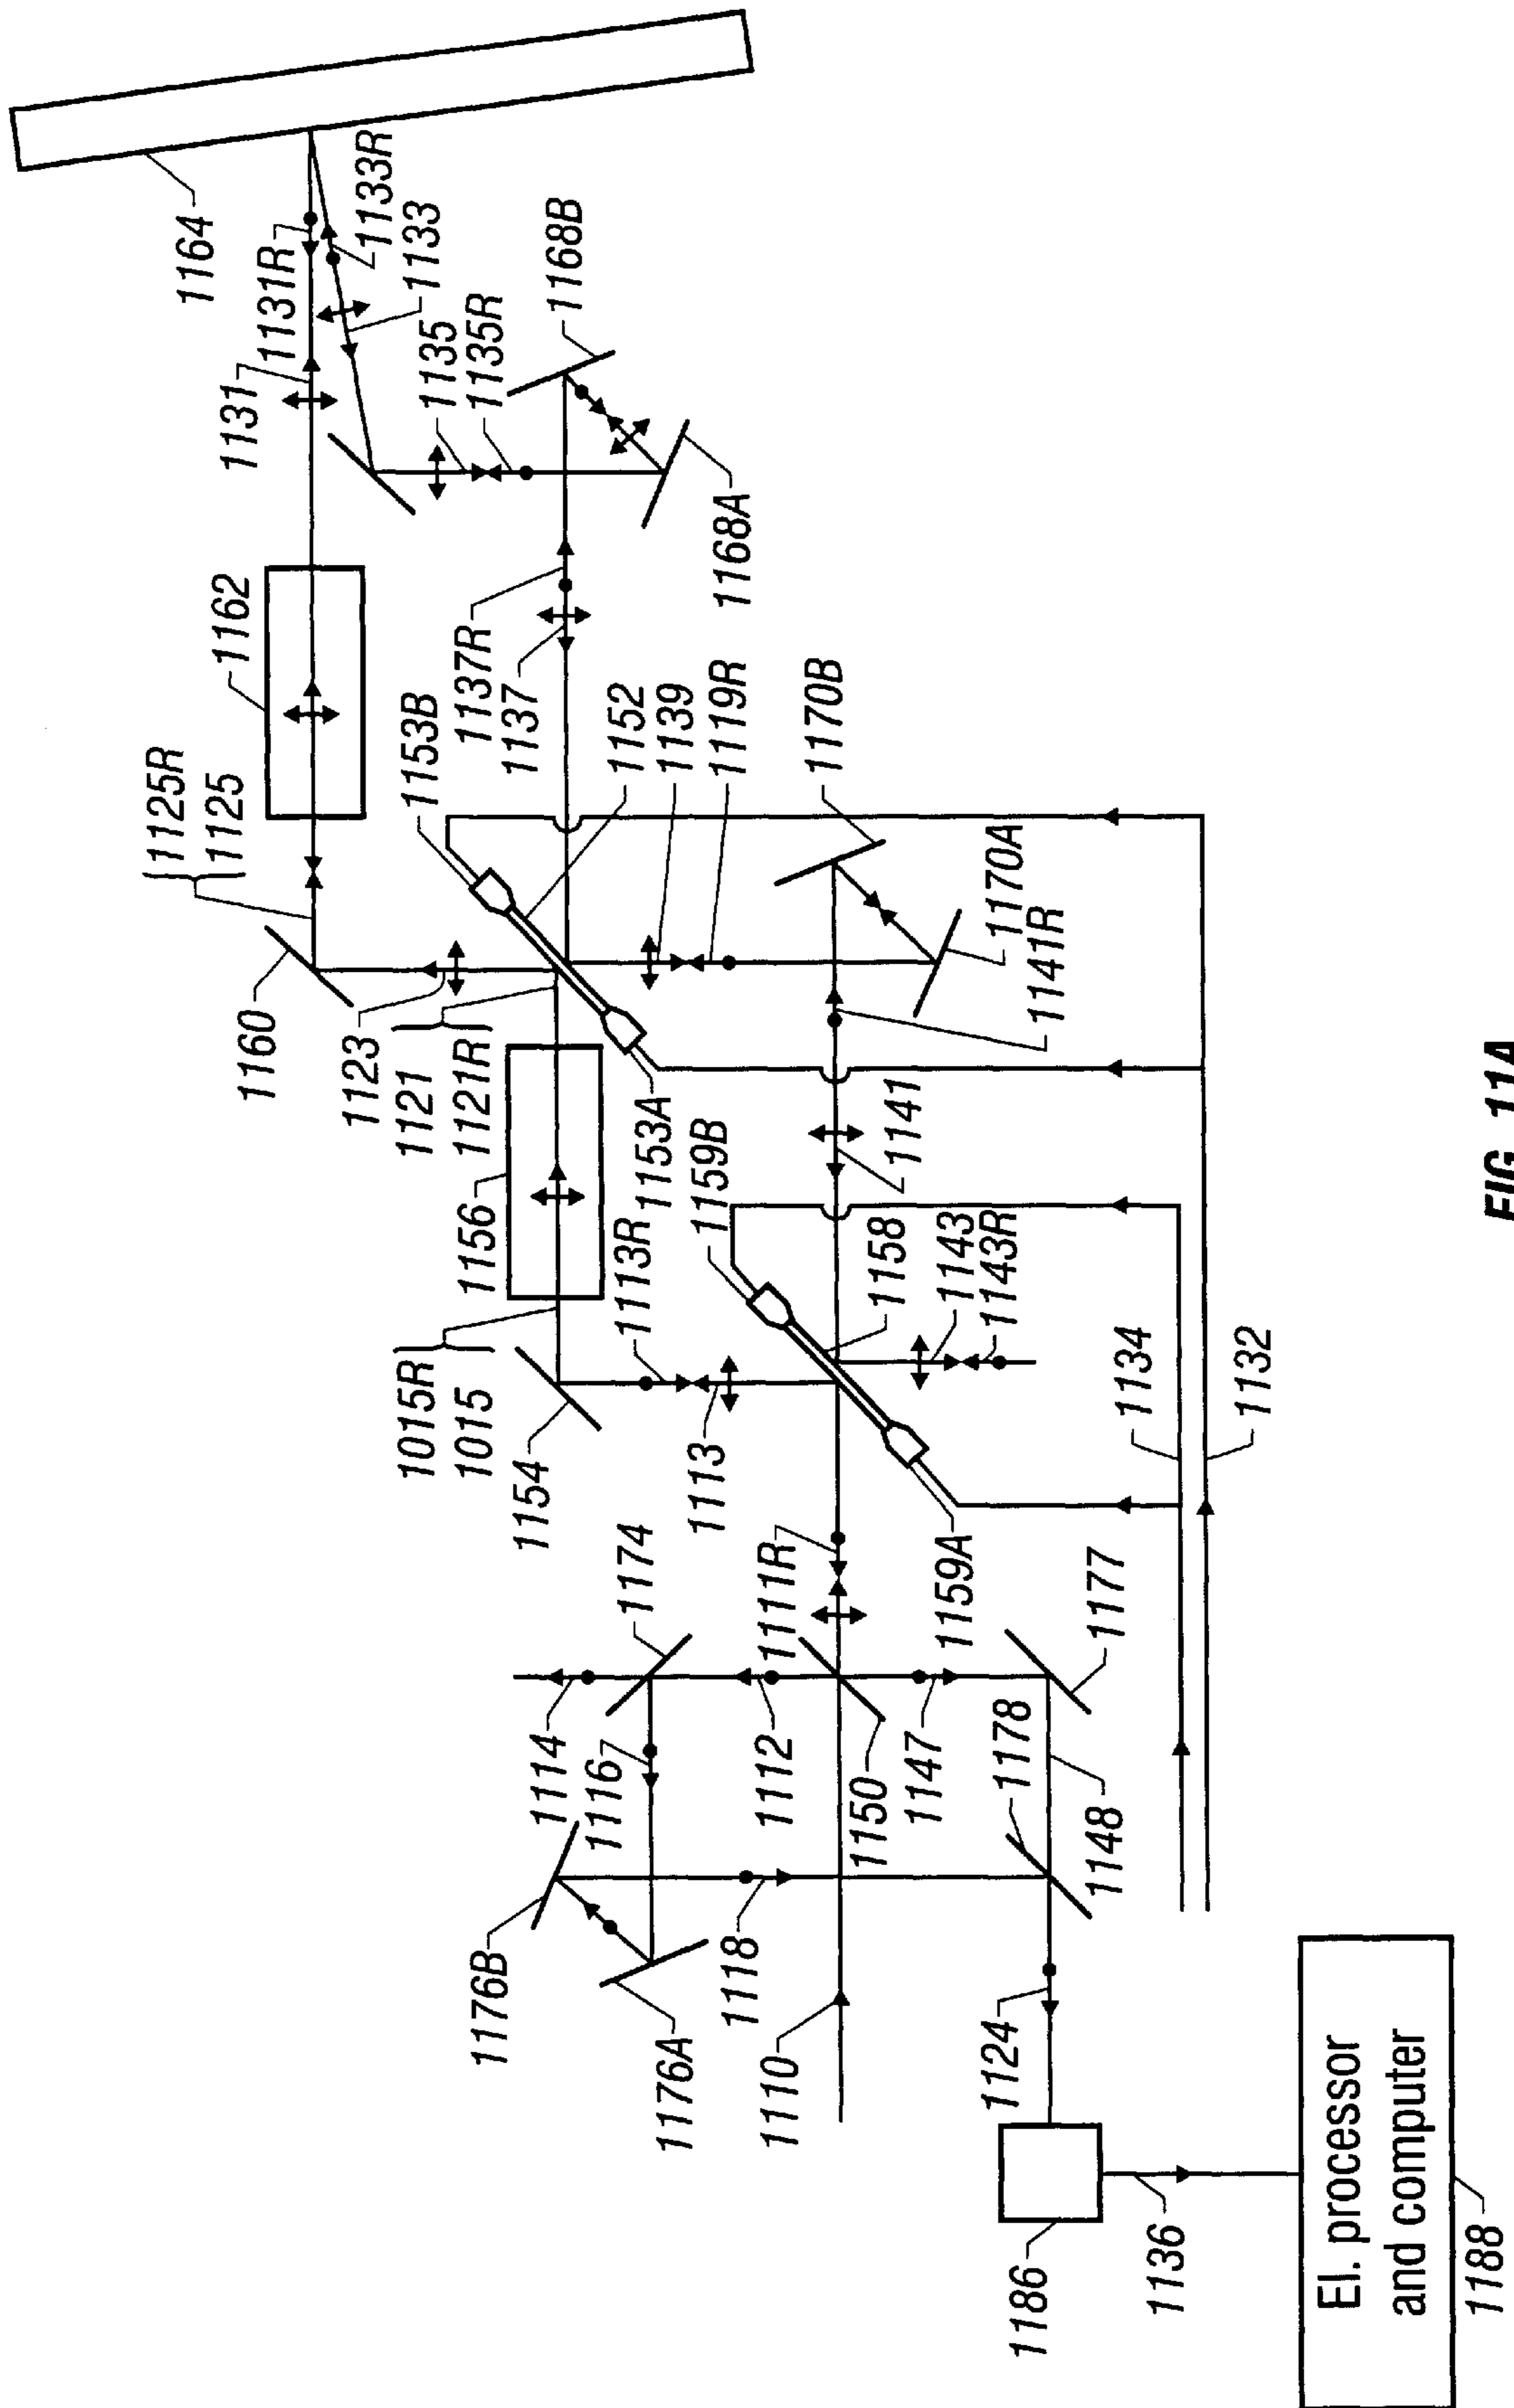 1164
1131
1131R
1133R
1133
1135
1135R
1168B
1168A
1162
1125R
1125
1160
1123
1121
1121R
1153B
1137R
1137
1152
1139
1119R
1170B
1170A
1141R
1141
1156
1153A
1159B
1113R
1158
1143
1143R
1015R
1015
1154
1113
1134
1132
1174
1111R
1159A
1177
1114
1116
1112
1150
1147
1178
1148
1176B
1176A
1118
1110
1124
1186
1136
El. processor
and computer
1188
FIG. 11A